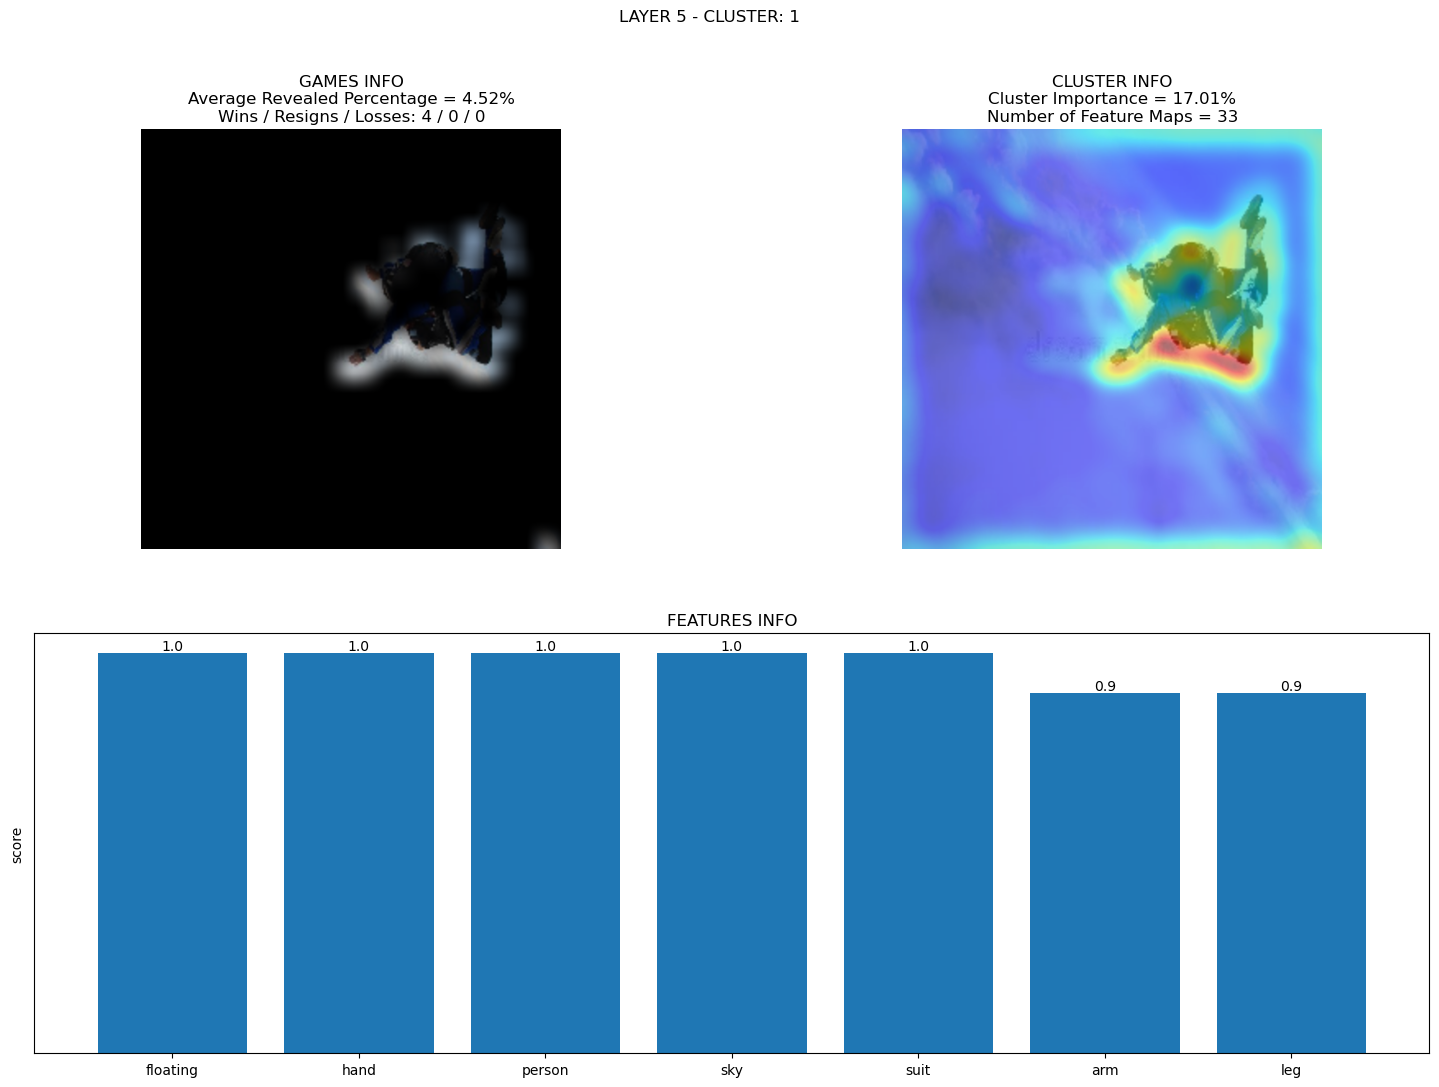 LAYER 5 - CLUSTER: 1
GAMES INFO
Average Revealed Percentage = 4.52%
Wins / Resigns / Losses: 4 / 0 / 0
CLUSTER INFO
Cluster Importance = 17.01%
Number of Feature Maps = 33
FEATURES INFO
1.0 1.0 1.0 1.0 1.0 0.9 0.9
score
floating hand person sky suit arm leg